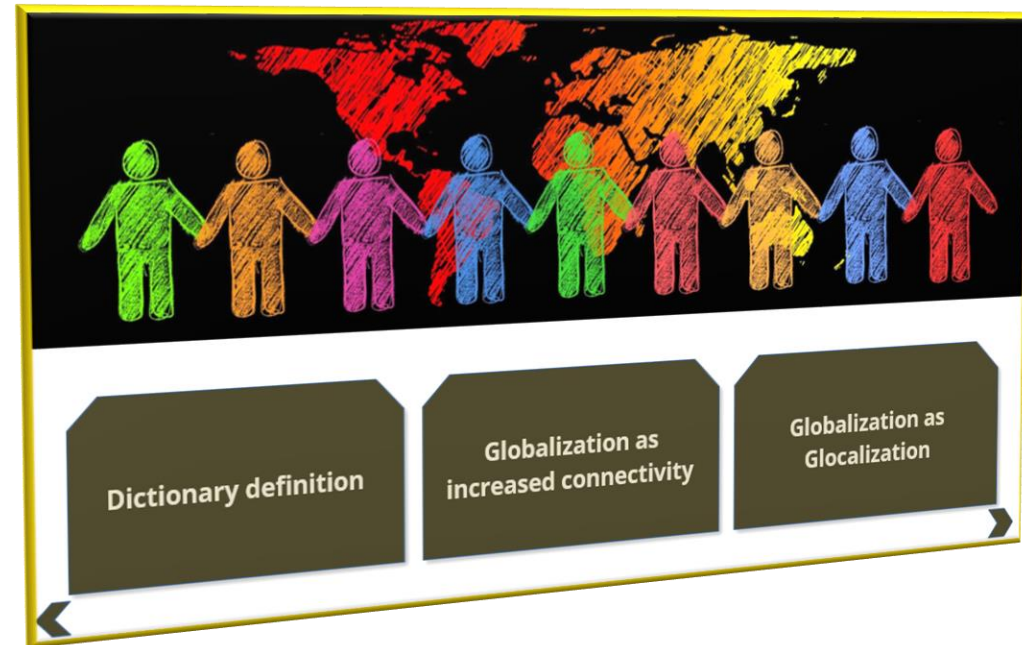 Dictionary definition
Globalization as
increased connectivity
Globalization as
Glocalization